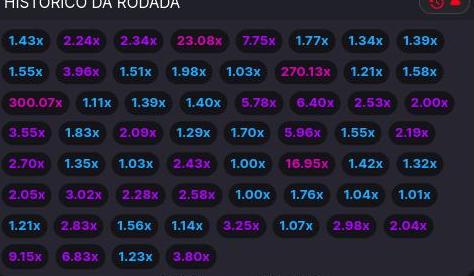 HISTÓRICO DA RODADA
1.43x 2.24x 2.34x 23.08x 7.75x 1.77x 1.34x 1.39x
1.55x 3.96x 1.51x 1.98x 1.03x 270.13x 1.21x 1.58x
300.07x 1.11x 1.39x 1.40x 5.78x 6.40x 2.53x 2.00x
3.55x 1.83x 2.09x 1.29x 1.70x 5.96x 1.55x 2.19x
2.70x 1.35x 1.03x 2.43x 1.00x 16.95x 1.42x 1.32x
2.05x 3.02x 2.28x 2.58x 1.00x 1.76x 1.04x 1.01x
1.21x 2.83x 1.56x 1.14x 3.25x 1.07x 2.98x 2.04x
9.15x 6.83x 1.23x 3.80x